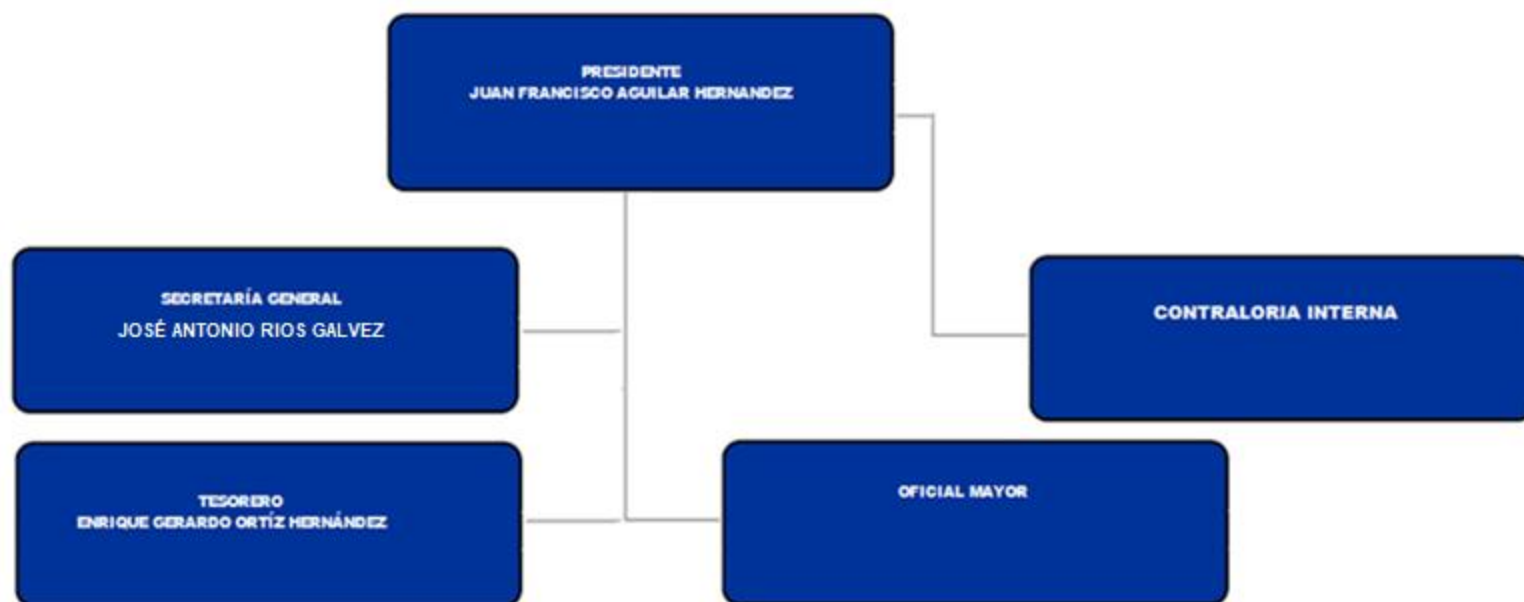 PRESIDENTE
JUAN FRANCISCO AGUILAR HERNANDEZ
SECRETARÍA GENERAL
JOSÉ ANTONIO RIOS GALVEZ
CONTRALORIA INTERNA
TESORERO
ENRIQUE GERARDO ORTÍZ HERNÁNDEZ
OFICIAL MAYOR